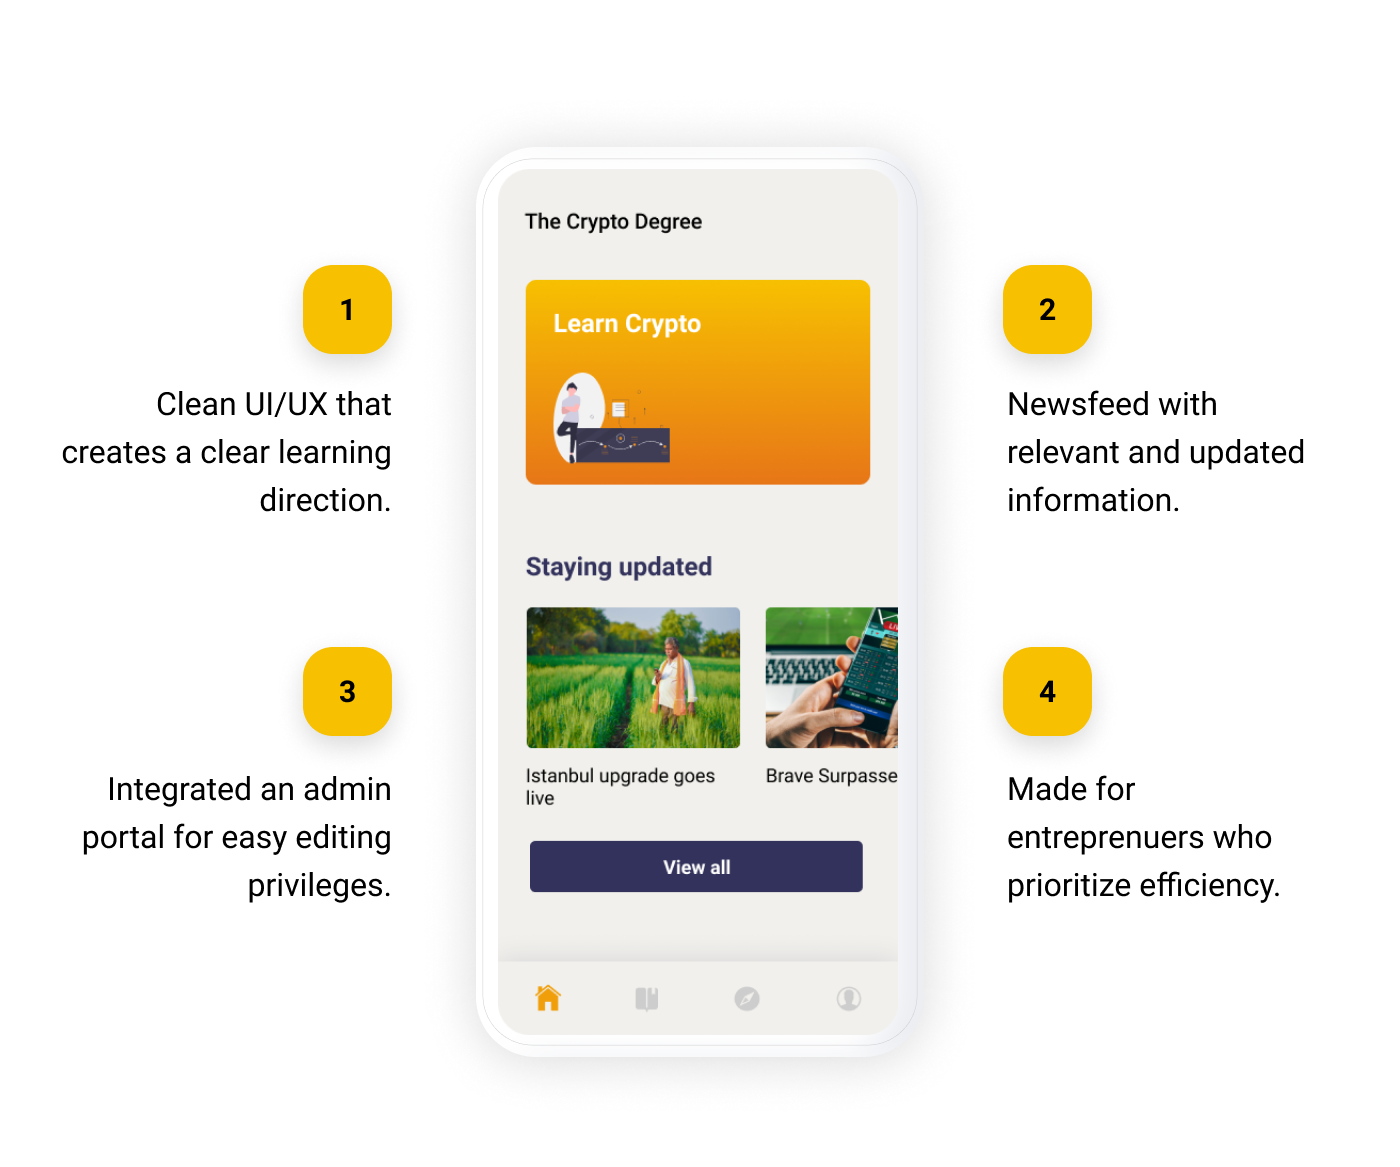 The Crypto Degree
Learn Crypto
Staying updated
Istanbul upgrade goes
live
Brave Surpasse
View all
1
Clean UI/UX that
creates a clear learning
direction.
2
Newsfeed with
relevant and updated
information.
3
Integrated an admin
portal for easy editing
privileges.
4
Made for
entreprenuers who
prioritize efficiency.